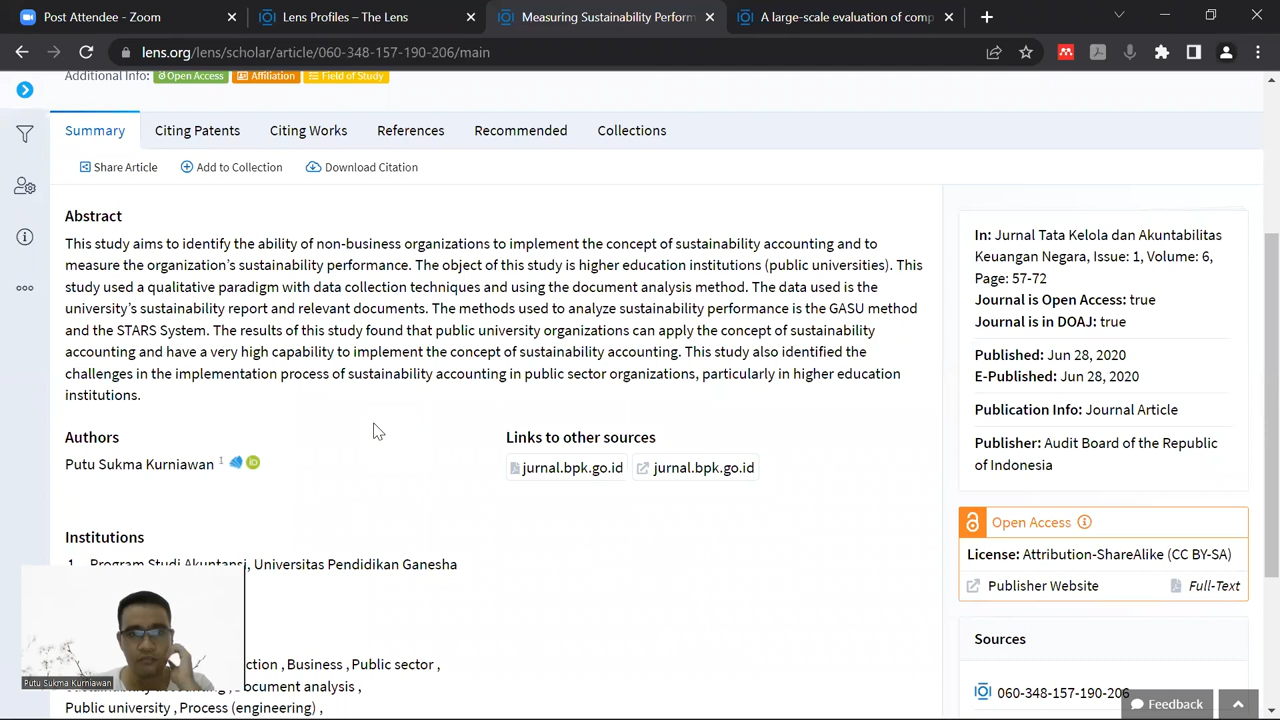 Post Attendee - Zoom
Lens Profiles – The Lens
Measuring Sustainability Perform
A large-scale evaluation of comp
lens.org/lens/scholar/article/060-348-157-190-206/main
Additional Info: Open Access Affiliation Field of Study
Summary Citing Patents Citing Works References Recommended Collections
Share Article Add to Collection Download Citation
Abstract
This study aims to identify the ability of non-business organizations to implement the concept of sustainability accounting and to
measure the organization's sustainability performance. The object of this study is higher education institutions (public universities). This
study used a qualitative paradigm with data collection techniques and using the document analysis method. The data used is the
university's sustainability report and relevant documents. The methods used to analyze sustainability performance is the GASU method
and the STARS System. The results of this study found that public university organizations can apply the concept of sustainability
accounting and have a very high capability to implement the concept of sustainability accounting. This study also identified the
challenges in the implementation process of sustainability accounting in public sector organizations, particularly in higher education
institutions.
Authors
Putu Sukma Kurniawan 1
Links to other sources
jurnal.bpk.go.id jurnal.bpk.go.id
Institutions
1. Program Studi Akuntansi, Universitas Pendidikan Ganesha
ction , Business , Public sector ,
ocument analysis ,
Public university , Process (engineering) ,
Putu Sukma Kurniawan
In: Jurnal Tata Kelola dan Akuntabilitas
Keuangan Negara, Issue: 1, Volume: 6,
Page: 57-72
Journal is Open Access: true
Journal is in DOAJ: true
Published: Jun 28, 2020
E-Published: Jun 28, 2020
Publication Info: Journal Article
Publisher: Audit Board of the Republic
of Indonesia
Open Access
License: Attribution-ShareAlike (CC BY-SA)
Publisher Website Full-Text
Sources
060-348-157-190-206
Feedback